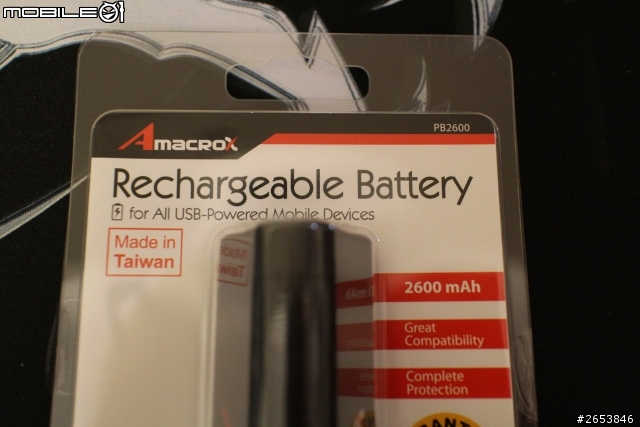 MOBILE01
AmacroX
PB2600
Rechargeable Battery
for All USB-Powered Mobile Devices
Made in
Taiwan
2600 mAh
Great
Compatibility
Complete
Protection
#2653846